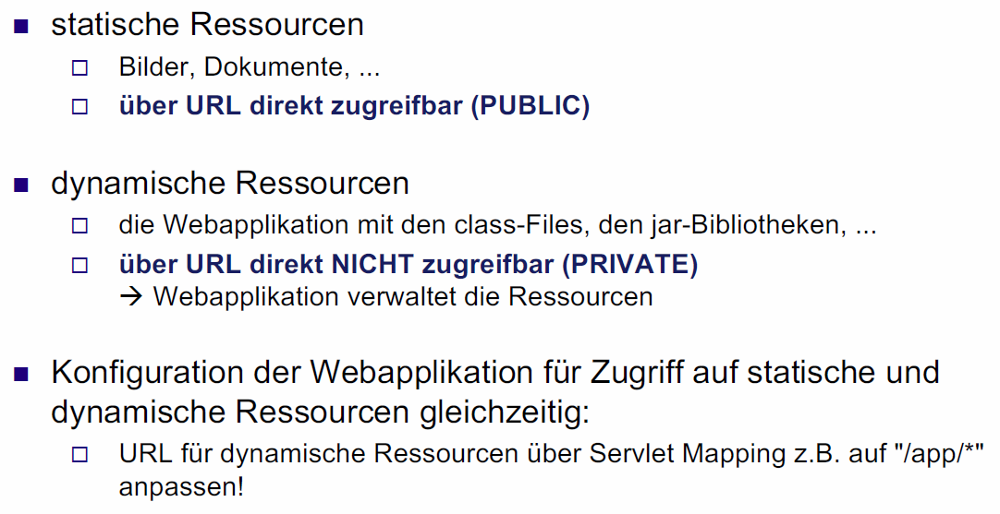 statische Ressourcen
Bilder, Dokumente, ...
über URL direkt zugreifbar (PUBLIC)
dynamische Ressourcen
die Webapplikation mit den class-Files, den jar-Bibliotheken, ...
über URL direkt NICHT zugreifbar (PRIVATE)
→ Webapplikation verwaltet die Ressourcen
Konfiguration der Webapplikation für Zugriff auf statische und
dynamische Ressourcen gleichzeitig:
URL für dynamische Ressourcen über Servlet Mapping z.B. auf "/app/*"
anpassen!